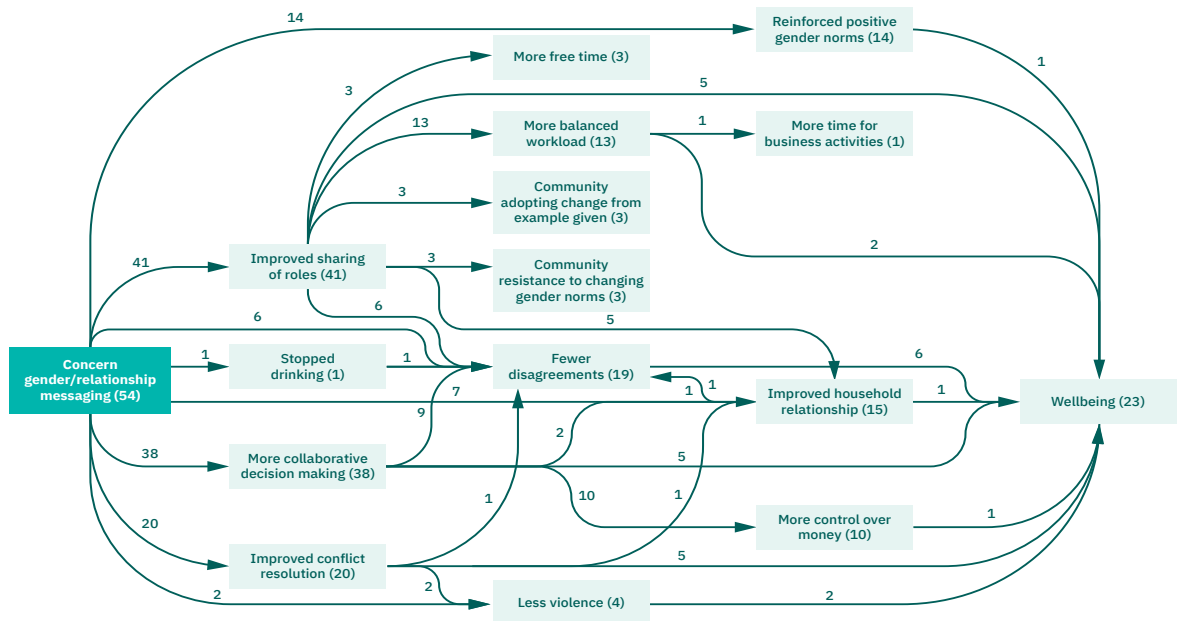 14
Reinforced positive
gender norms (14)
More free time (3)
1
3
5
13
More balanced
workload (13)
1
More time for
business activities (1)
3
Community
adopting change from
example given (3)
2
41
Improved sharing
of roles (41)
3
Community
resistance to changing
gender norms (3)
6
6
5
Concern
gender/relationship
messaging (54)
1
Stopped
drinking (1)
1
Fewer
disagreements (19)
6
7
9
1
1
Improved household
relationship (15)
1
Wellbeing (23)
2
38
More collaborative
decision making (38)
5
10
1
1
20
More control over
money (10)
1
Improved conflict
resolution (20)
5
2
2
Less violence (4)
2